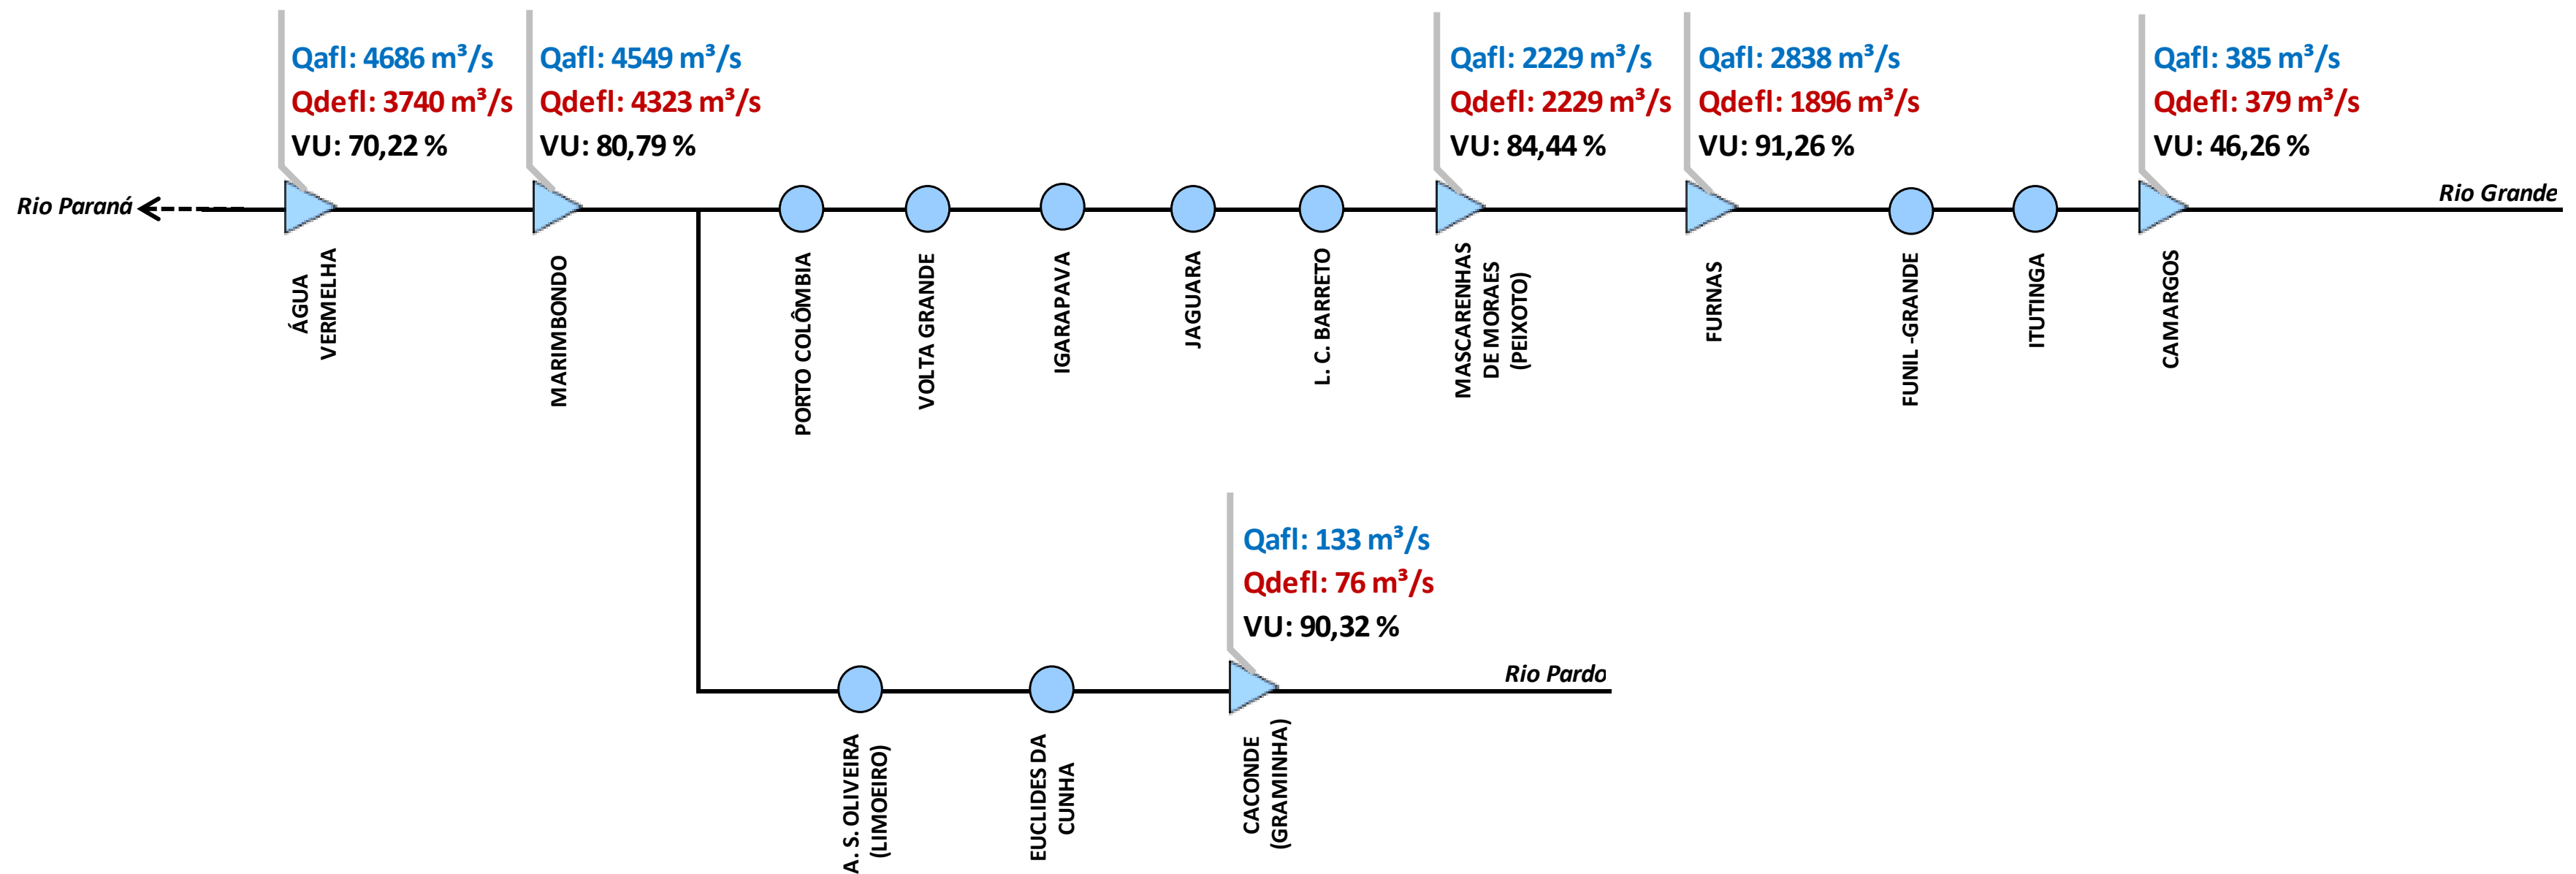 Qafl: 4686 m³/s
Qdefl: 3740 m³/s
VU: 70,22 %
Qafl: 4549 m³/s
Qdefl: 4323 m³/s
VU: 80,79 %
Qafl: 2229 m³/s
Qdefl: 2229 m³/s
VU: 84,44 %
Qafl: 2838 m³/s
Qdefl: 1896 m³/s
VU: 91,26 %
Qafl: 385 m³/s
Qdefl: 379 m³/s
VU: 46,26 %
Rio Paraná
Rio Grande
ÁGUA
VERMELHA
MARIMBONDO
PORTO COLÔMBIA
VOLTA GRANDE
IGARAPAVA
JAGUARA
L. C. BARRETO
MASCARENHAS
DE MORAES
(PEIXOTO)
FURNAS
FUNIL -GRANDE
ITUTINGA
CAMARGOS
Qafl: 133 m³/s
Qdefl: 76 m³/s
VU: 90,32 %
Rio Pardo
A. S. OLIVEIRA
(LIMOEIRO)
EUCLIDES DA
CUNHA
CACONDE
(GRAMINHA)